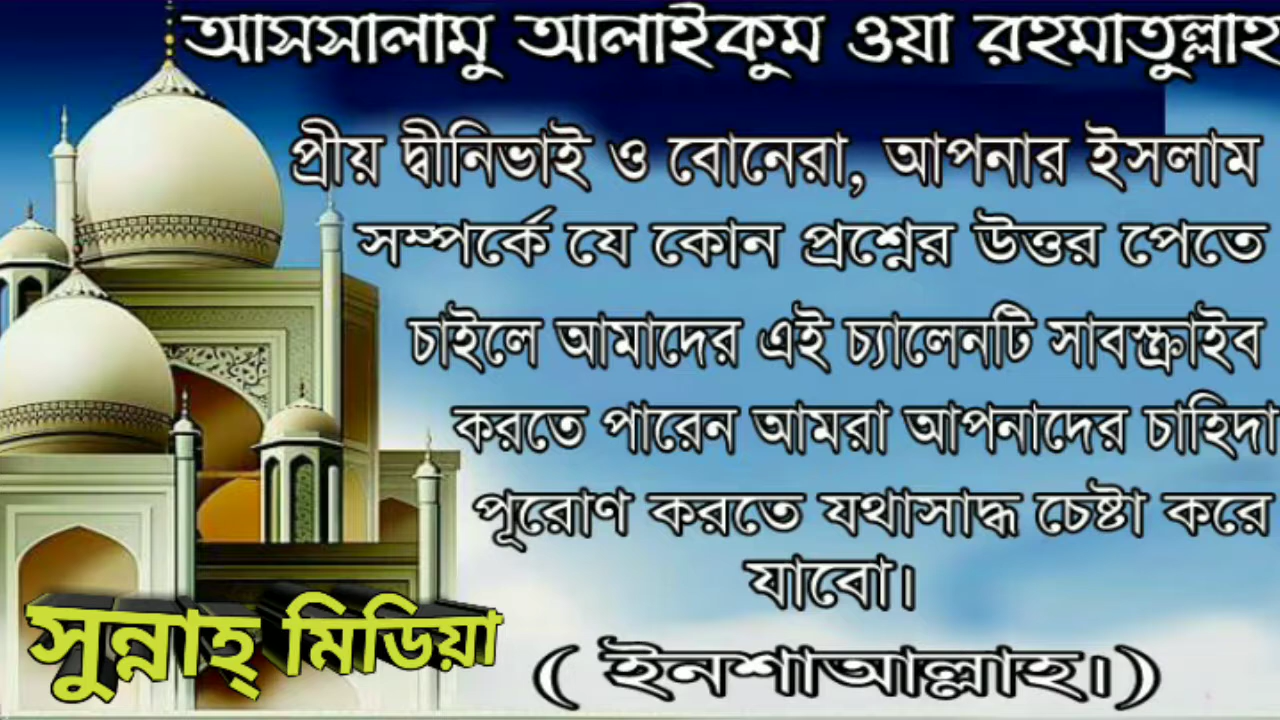 আসসালামু আলাইকুম ওয়া রহমাতুল্লাহ
প্রীয় দ্বীনিভাই ও বোনেরা, আপনার ইসলাম
সম্পর্কে যে কোন প্রশ্নের উত্তর পেতে
চাইলে আমাদের এই চ্যালেনটি সাবস্ক্রাইব
করতে পারেন আমরা আপনাদের চাহিদা
পূরোণ করতে যথাসাদ্ধ চেষ্টা করে
যাবো।
সুন্নাহ্ মিডিয়া
( ইনশাআল্লাহ।)